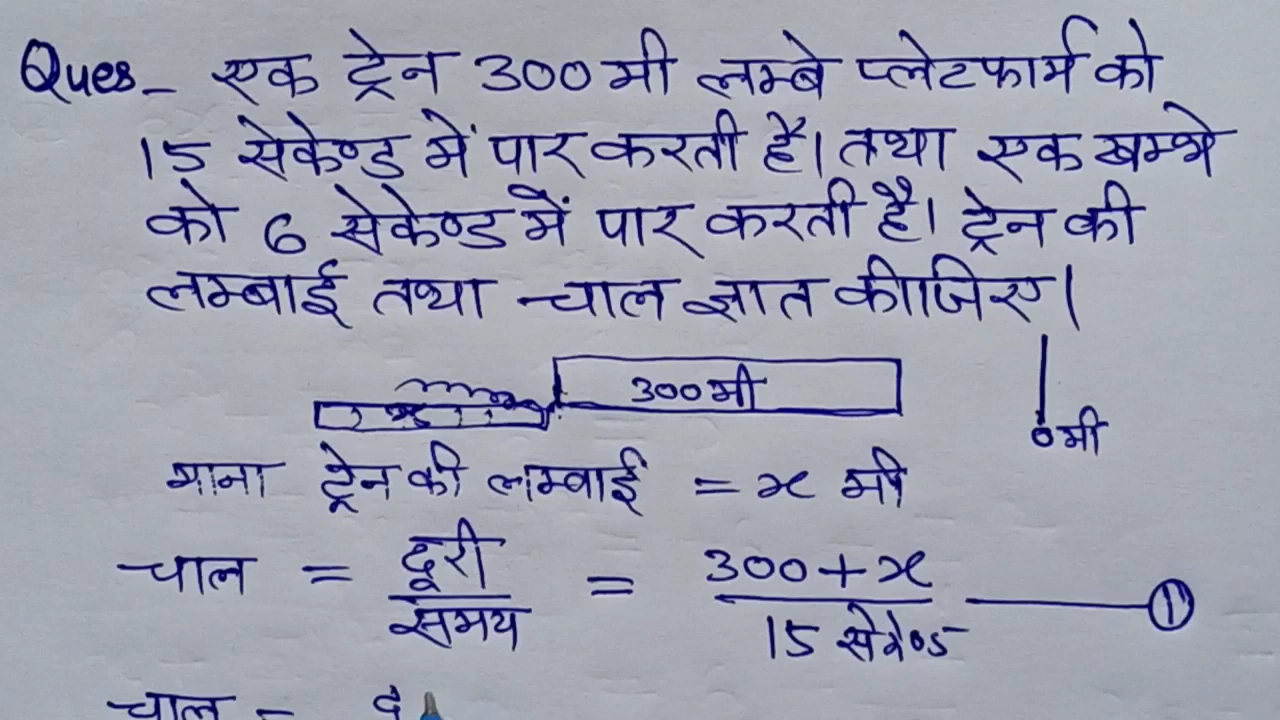 Ques - एक ट्रेन 300 मी लम्बे प्लेटफार्म को
15 सेकेण्ड में पार करती है। तथा एक खम्भे
को 6 सेकेण्ड में पार करती है। ट्रेन की
लम्बाई तथा चाल ज्ञात कीजिए।
300 मी
0 मी
माना ट्रेन की लम्बाई = x मी
चाल = दूरी / समय = 300 + x / 15 सेकेण्ड — ①
चाल =